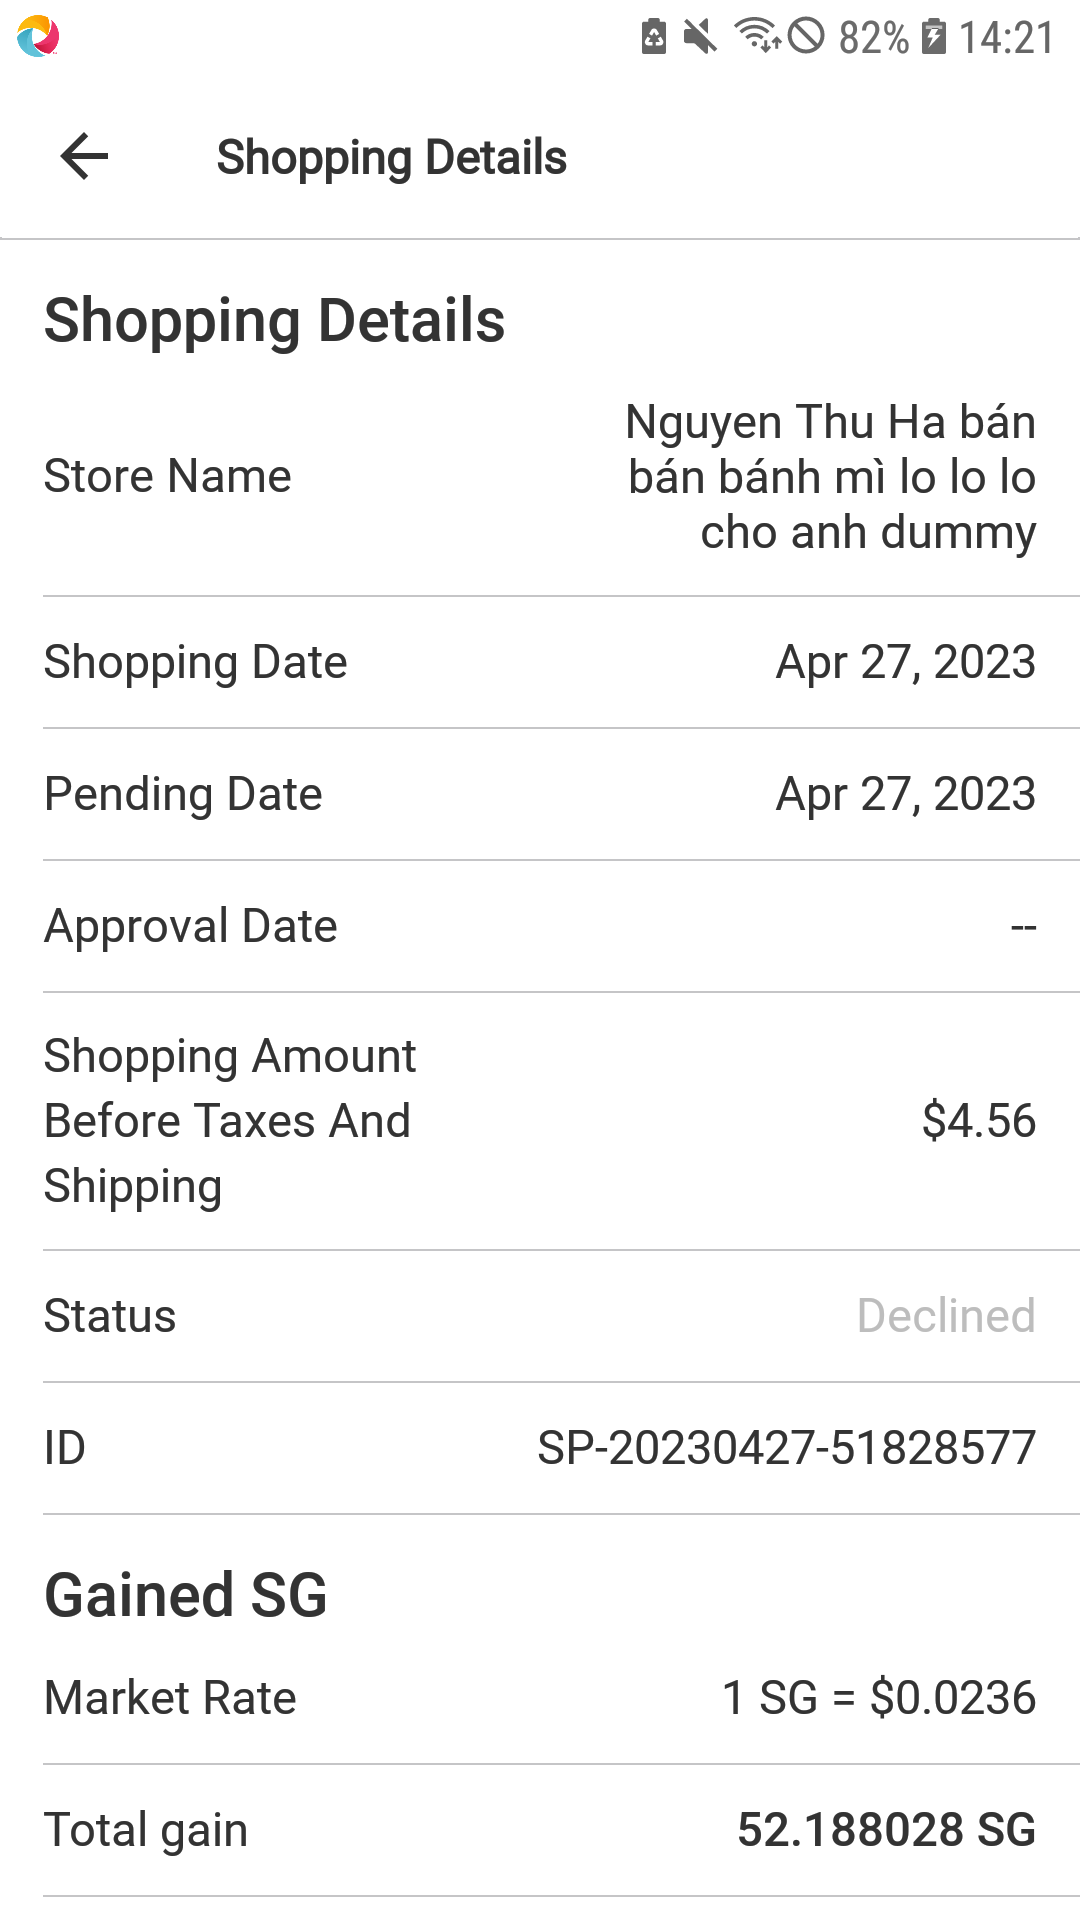 82% 14:21
Shopping Details
Shopping Details
Store Name
Nguyen Thu Ha bán
bán bánh mì lo lo lo
cho anh dummy
Shopping Date Apr 27, 2023
Pending Date Apr 27, 2023
Approval Date --
Shopping Amount
Before Taxes And
Shipping
$4.56
Status Declined
ID SP-20230427-51828577
Gained SG
Market Rate 1 SG = $0.0236
Total gain 52.188028 SG